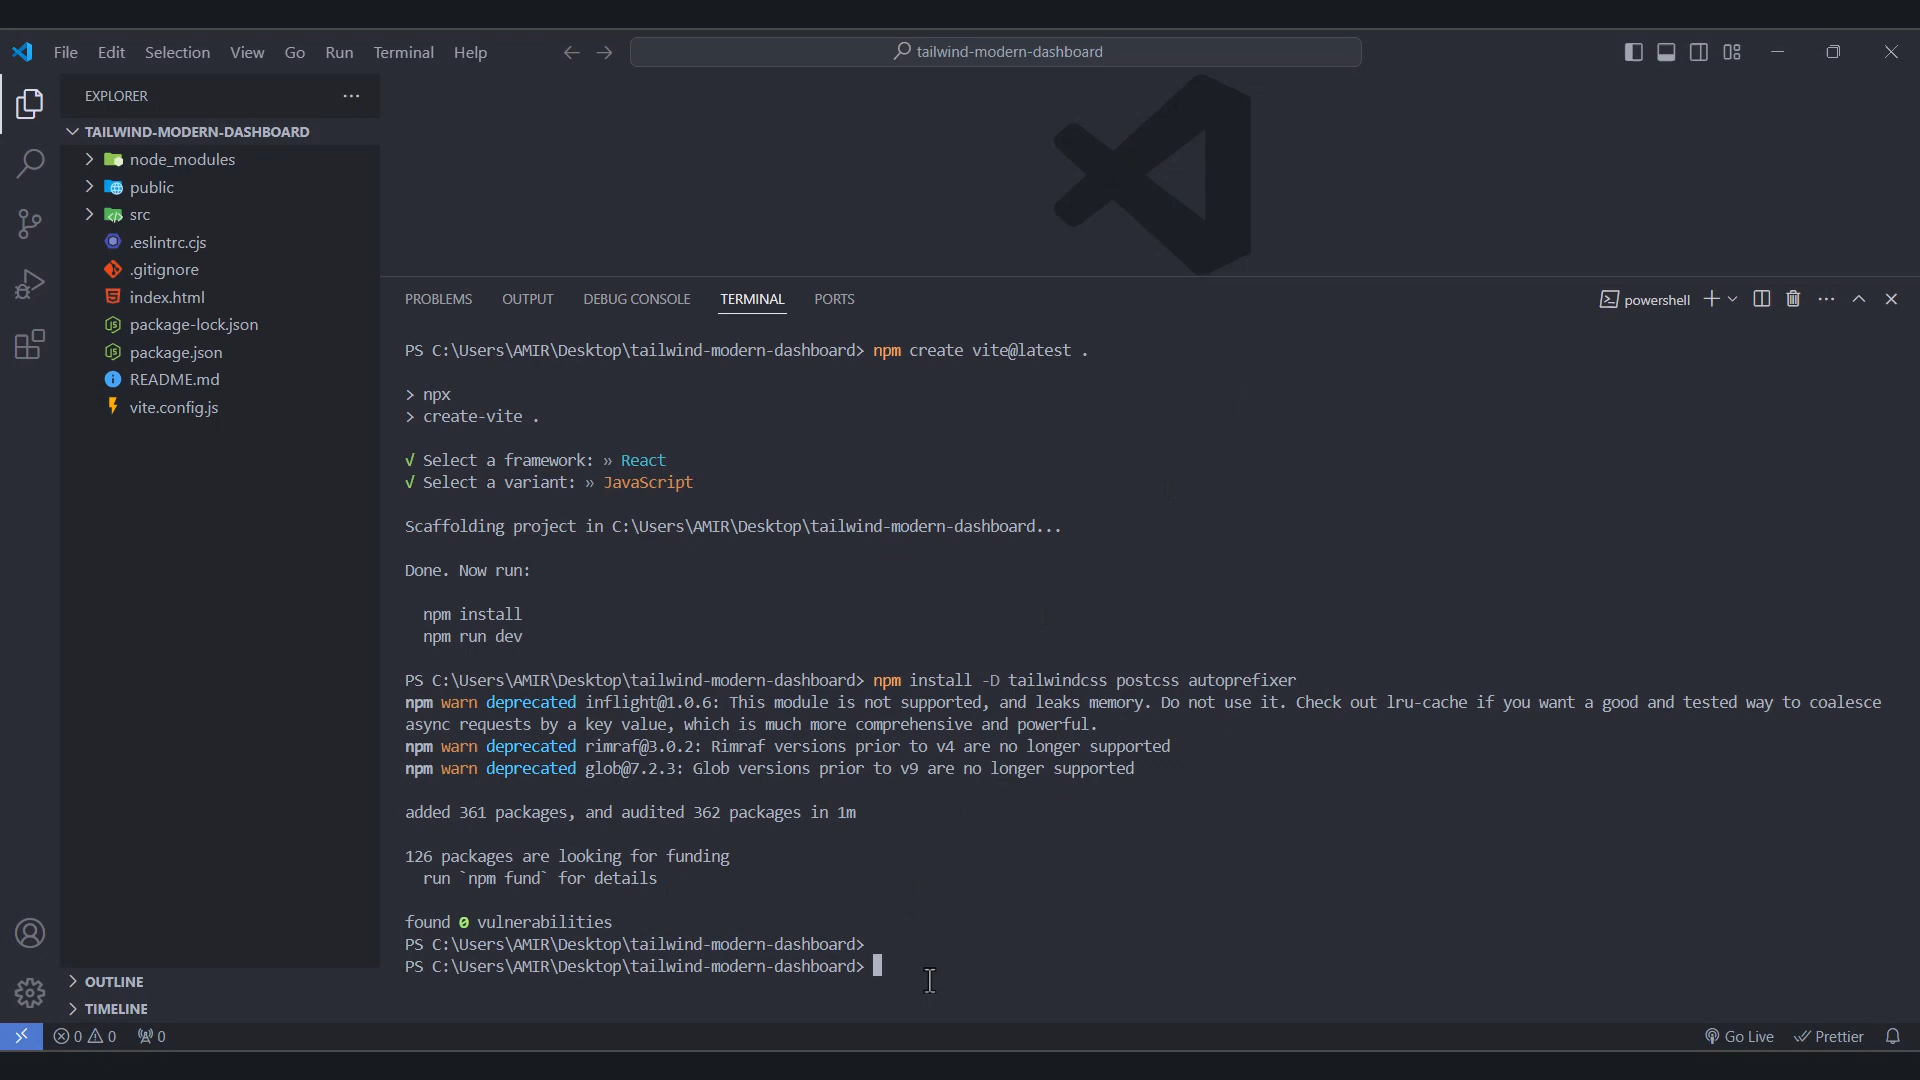 File Edit Selection View Go Run Terminal Help
tailwind-modern-dashboard
EXPLORER
TAILWIND-MODERN-DASHBOARD
node_modules
public
src
.eslintrc.cjs
.gitignore
index.html
package-lock.json
package.json
README.md
vite.config.js
OUTLINE
TIMELINE
PROBLEMS OUTPUT DEBUG CONSOLE TERMINAL PORTS
powershell
PS C:\Users\AMIR\Desktop\tailwind-modern-dashboard> npm create vite@latest .
> npx
> create-vite .
√ Select a framework: » React
√ Select a variant: » JavaScript
Scaffolding project in C:\Users\AMIR\Desktop\tailwind-modern-dashboard...
Done. Now run:
npm install
npm run dev
PS C:\Users\AMIR\Desktop\tailwind-modern-dashboard> npm install -D tailwindcss postcss autoprefixer
npm warn deprecated inflight@1.0.6: This module is not supported, and leaks memory. Do not use it. Check out lru-cache if you want a good and tested way to coalesce
async requests by a key value, which is much more comprehensive and powerful.
npm warn deprecated rimraf@3.0.2: Rimraf versions prior to v4 are no longer supported
npm warn deprecated glob@7.2.3: Glob versions prior to v9 are no longer supported
added 361 packages, and audited 362 packages in 1m
126 packages are looking for funding
run `npm fund` for details
found 0 vulnerabilities
PS C:\Users\AMIR\Desktop\tailwind-modern-dashboard>
PS C:\Users\AMIR\Desktop\tailwind-modern-dashboard>
0 0 0
Go Live Prettier